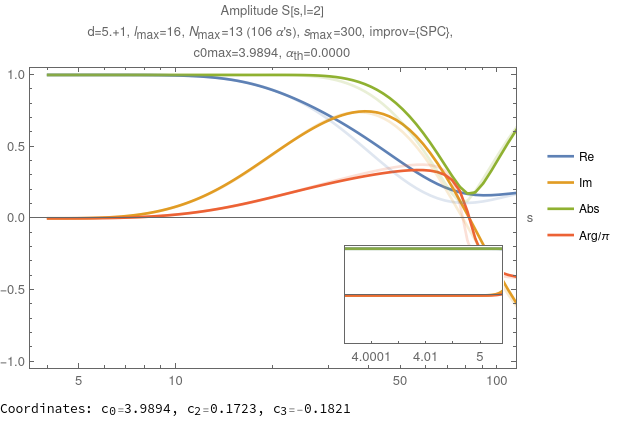 Amplitude S[s,l=2]
d=5.+1, lmax=16, Nmax=13 (106 α's), smax=300, improv={SPC},
c0max=3.9894, αth=0.0000
1.0
0.5
0.0
−0.5
−1.0
5
10
50
100
s
4.0001
4.01
5
Re
Im
Abs
Arg/π
Coordinates: c0=3.9894, c2=0.1723, c3=-0.1821